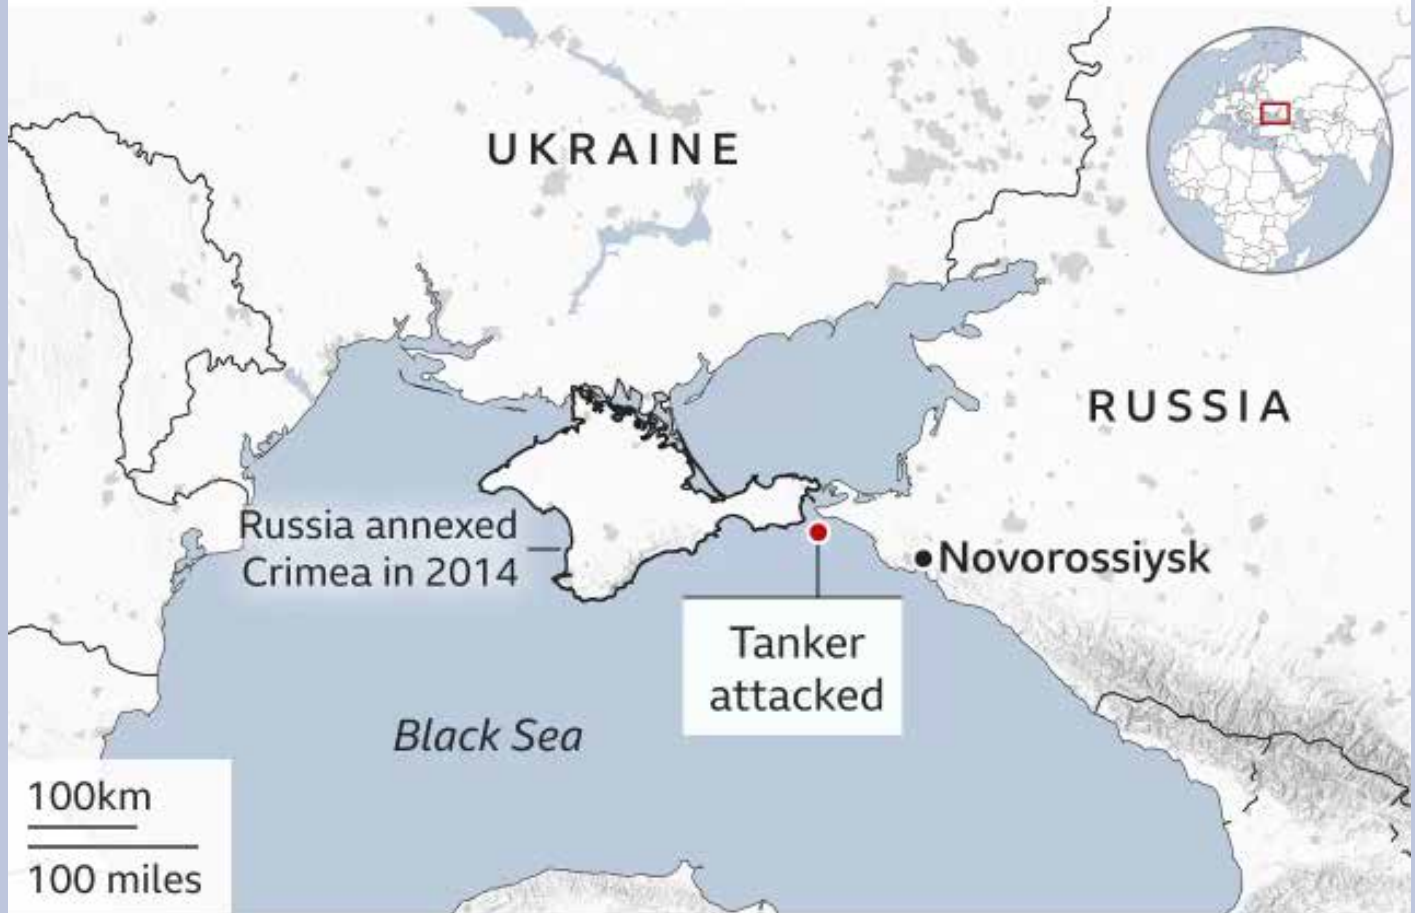 UKRAINE
RUSSIA
Russia annexed
Crimea in 2014
Novorossiysk
Tanker
attacked
Black Sea
100km
100 miles